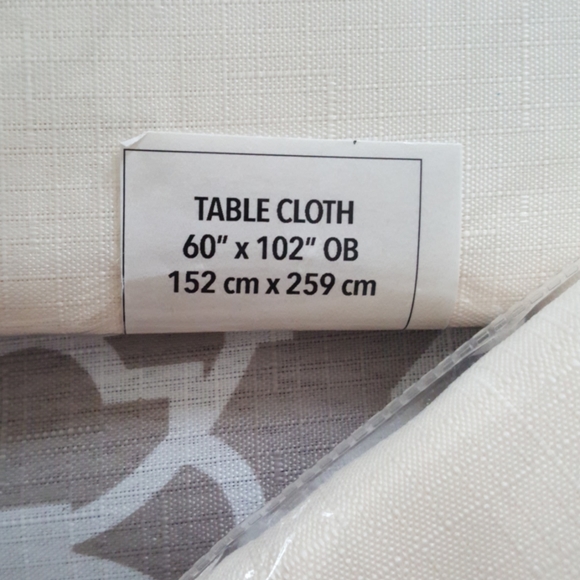 TABLE CLOTH
60" x 102" OB
152 cm x 259 cm